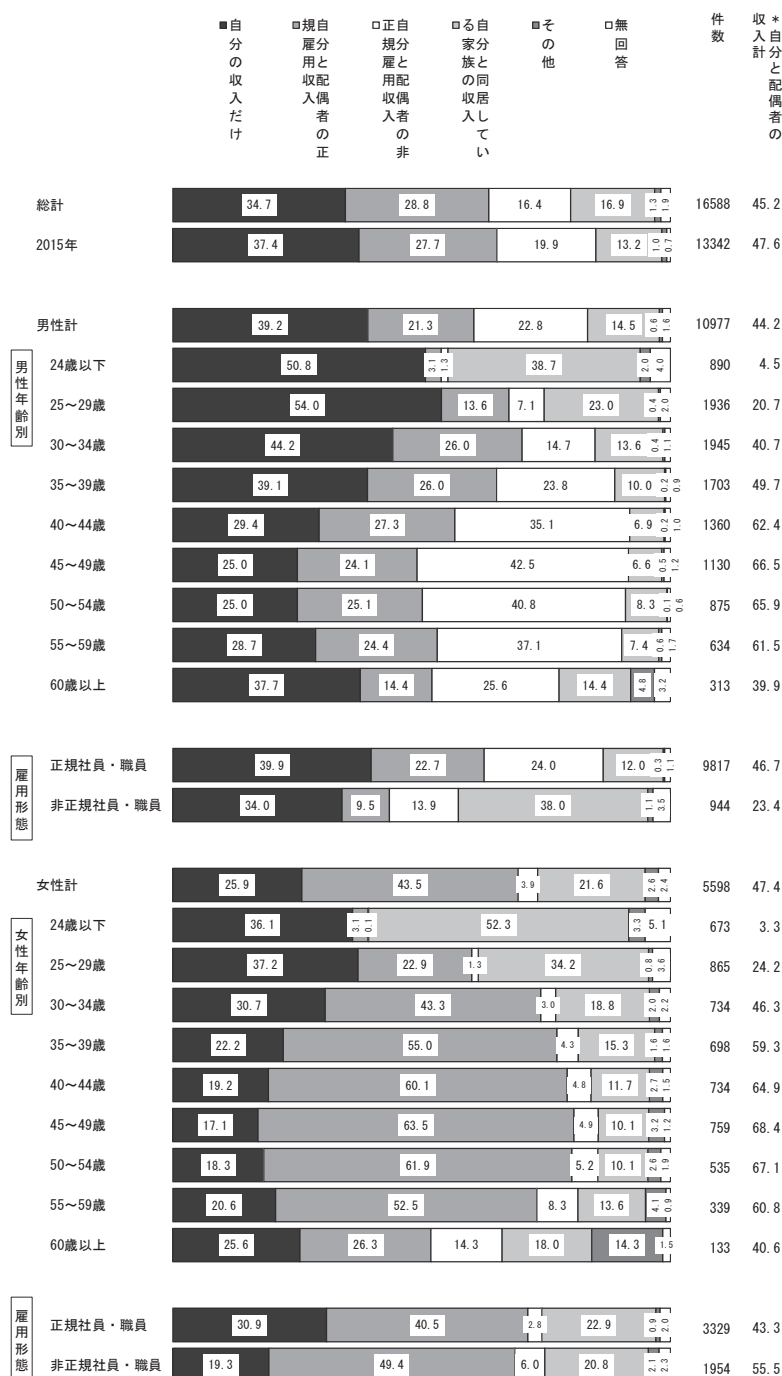 ■自分の収入だけ
■自分と配偶者の正
規雇用収入
□自分と配偶者の非
正規雇用収入
□自分と同居してい
る家族の収入
■その他
□無回答
件数
*自分と配偶者の
収入計
総計 34.7 28.8 16.4 16.9 1.3 1.9 16588 45.2
2015年 37.4 27.7 19.9 13.2 1.0 0.7 13342 47.6
男性計 39.2 21.3 22.8 14.5 0.6 1.6 10977 44.2
男性年齢別
24歳以下 50.8 3.1 1.3 38.7 2.0 4.0 890 4.5
25～29歳 54.0 13.6 7.1 23.0 0.4 2.0 1936 20.7
30～34歳 44.2 26.0 14.7 13.6 0.4 1.1 1945 40.7
35～39歳 39.1 26.0 23.8 10.0 0.2 0.9 1703 49.7
40～44歳 29.4 27.3 35.1 6.9 0.2 1.0 1360 62.4
45～49歳 25.0 24.1 42.5 6.6 0.5 1.2 1130 66.5
50～54歳 25.0 25.1 40.8 8.3 0.1 0.6 875 65.9
55～59歳 28.7 24.4 37.1 7.4 0.6 1.7 634 61.5
60歳以上 37.7 14.4 25.6 14.4 4.8 3.2 313 39.9
雇用形態
正規社員・職員 39.9 22.7 24.0 12.0 0.3 1.1 9817 46.7
非正規社員・職員 34.0 9.5 13.9 38.0 1.1 3.5 944 23.4
女性計 25.9 43.5 3.9 21.6 2.6 2.4 5598 47.4
女性年齢別
24歳以下 36.1 3.1 0.1 52.3 3.3 5.1 673 3.3
25～29歳 37.2 22.9 1.3 34.2 0.8 3.6 865 24.2
30～34歳 30.7 43.3 3.0 18.8 2.0 2.2 734 46.3
35～39歳 22.2 55.0 4.3 15.3 1.6 1.6 698 59.3
40～44歳 19.2 60.1 4.8 11.7 2.7 1.5 734 64.9
45～49歳 17.1 63.5 4.9 10.1 3.2 1.2 759 68.4
50～54歳 18.3 61.9 5.2 10.1 2.6 1.9 535 67.1
55～59歳 20.6 52.5 8.3 13.6 4.1 0.9 339 60.8
60歳以上 25.6 26.3 14.3 18.0 14.3 1.5 133 40.6
雇用形態
正規社員・職員 30.9 40.5 2.8 22.9 0.9 2.0 3329 43.3
非正規社員・職員 19.3 49.4 6.0 20.8 2.1 2.3 1954 55.5